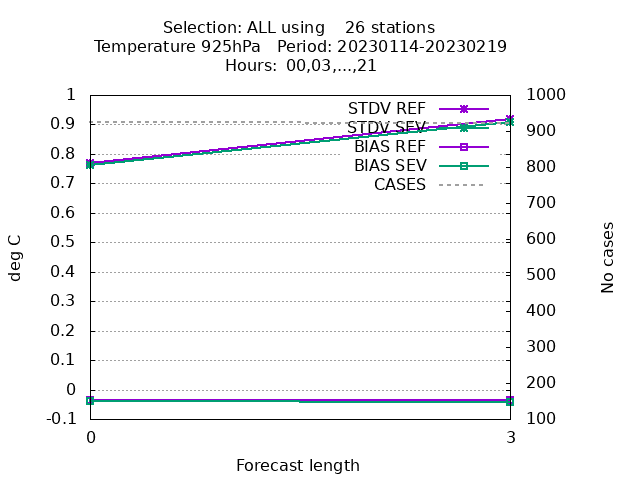 Selection: ALL using    26 stations
Temperature 925hPa   Period: 20230114-20230219
Hours: 00,03,...,21
1
0.9
0.8
0.7
0.6
0.5
0.4
0.3
0.2
0.1
0
-0.1
deg C
STDV REF
STDV SEV
BIAS REF
BIAS SEV
CASES
1000
900
800
700
600
500
400
300
200
100
No cases
0
3
Forecast length